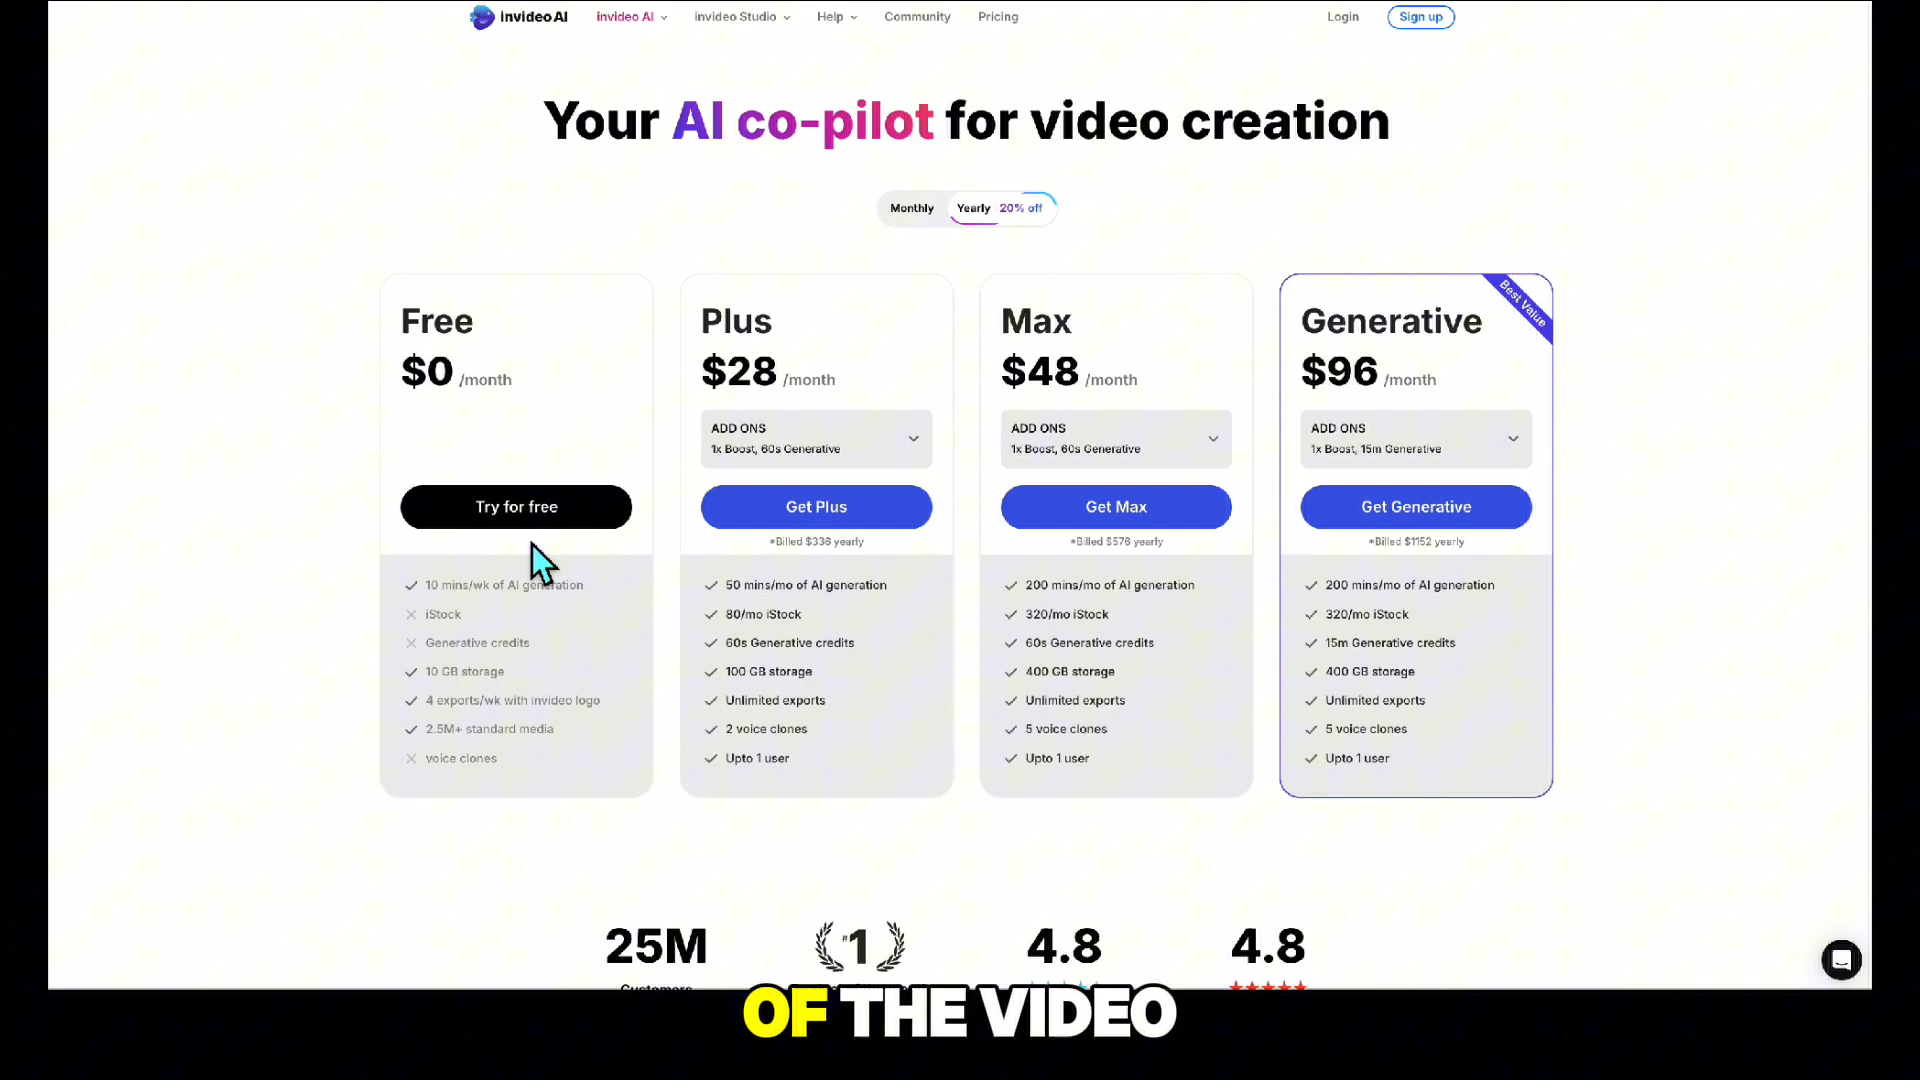 invideo AI
invideo AI
invideo Studio
Help
Community
Pricing
Login
Sign up
Your AI co-pilot for video creation
Monthly
Yearly 20% off
Free
$0 /month
Try for free
10 mins/wk of AI generation
iStock
Generative credits
10 GB storage
4 exports/wk with invideo logo
2.5M+ standard media
voice clones
Plus
$28 /month
ADD ONS
1x Boost, 60s Generative
Get Plus
*Billed $336 yearly
50 mins/mo of AI generation
80/mo iStock
60s Generative credits
100 GB storage
Unlimited exports
2 voice clones
Upto 1 user
Max
$48 /month
ADD ONS
1x Boost, 60s Generative
Get Max
*Billed $576 yearly
200 mins/mo of AI generation
320/mo iStock
60s Generative credits
400 GB storage
Unlimited exports
5 voice clones
Upto 1 user
Best Value
Generative
$96 /month
ADD ONS
1x Boost, 15m Generative
Get Generative
*Billed $1152 yearly
200 mins/mo of AI generation
320/mo iStock
15m Generative credits
400 GB storage
Unlimited exports
5 voice clones
Upto 1 user
25M
#1
4.8
4.8
Customers
OF THE VIDEO